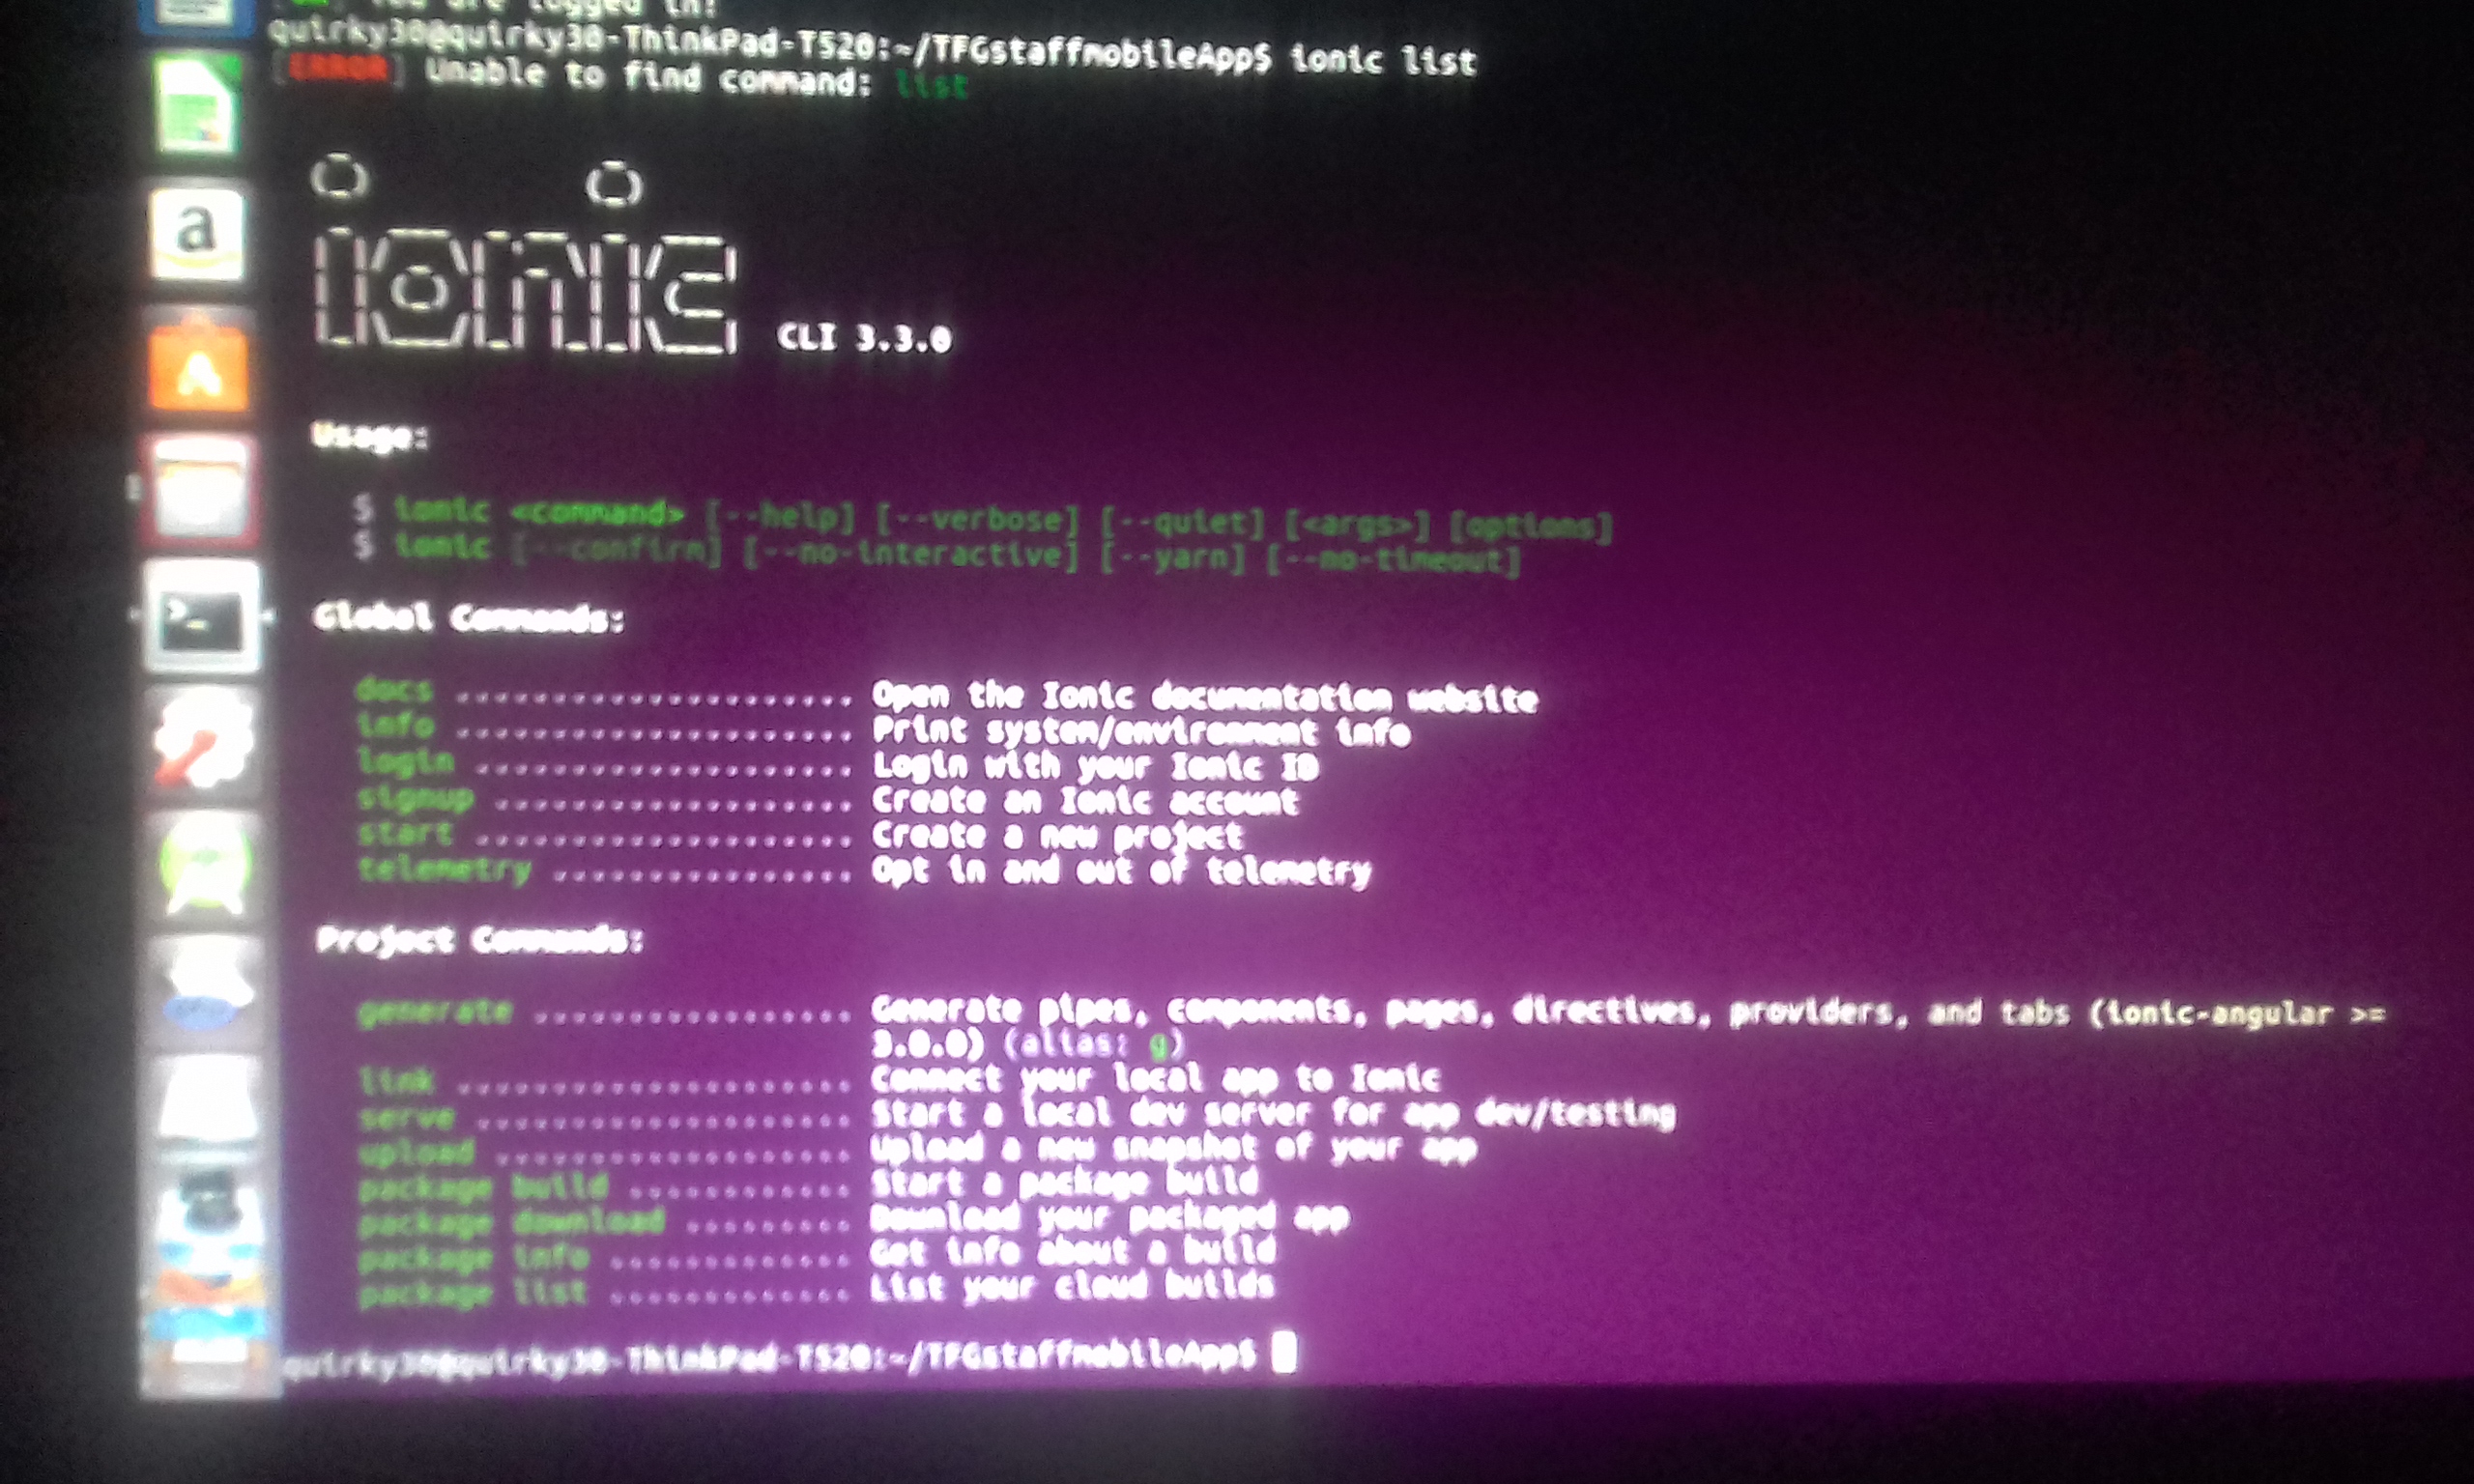 quirky30@quirky30-ThinkPad-T520:~/TFGstaffmobileApp$ ionic list
[ERROR] Unable to find command: list
IONIC CLI 3.3.0
Usage:
$ ionic <command> [--help] [--verbose] [--quiet] [<args>] [options]
$ ionic [--confirm] [--no-interactive] [--yarn] [--no-timeout]
Global Commands:
docs ........................... Open the Ionic documentation website
info ........................... Print system/environment info
login .......................... Login with your Ionic ID
signup ......................... Create an Ionic account
start .......................... Create a new project
telemetry ...................... Opt in and out of telemetry
Project Commands:
generate ....................... Generate pipes, components, pages, directives, providers, and tabs (ionic-angular >=
3.0.0) (alias: g)
link ........................... Connect your local app to Ionic
serve .......................... Start a local dev server for app dev/testing
upload ......................... Upload a new snapshot of your app
package build .................. Start a package build
package download ............... Download your packaged app
package info ................... Get info about a build
package list ................... List your cloud builds
quirky30@quirky30-ThinkPad-T520:~/TFGstaffmobileApp$
a